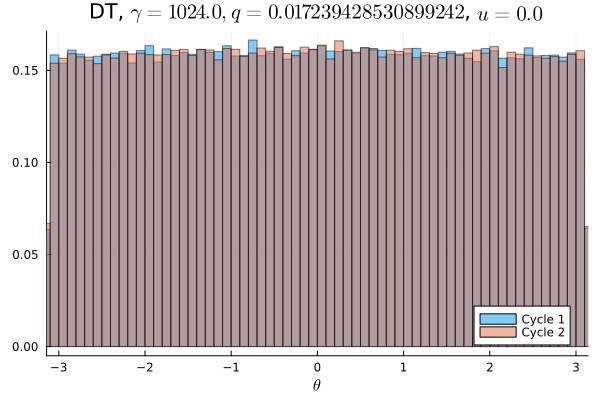 DT, γ = 1024.0, q = 0.017239428530899242, u = 0.0
0.15
0.10
0.05
0.00
−3
−2
−1
0
1
2
3
θ
Cycle 1
Cycle 2